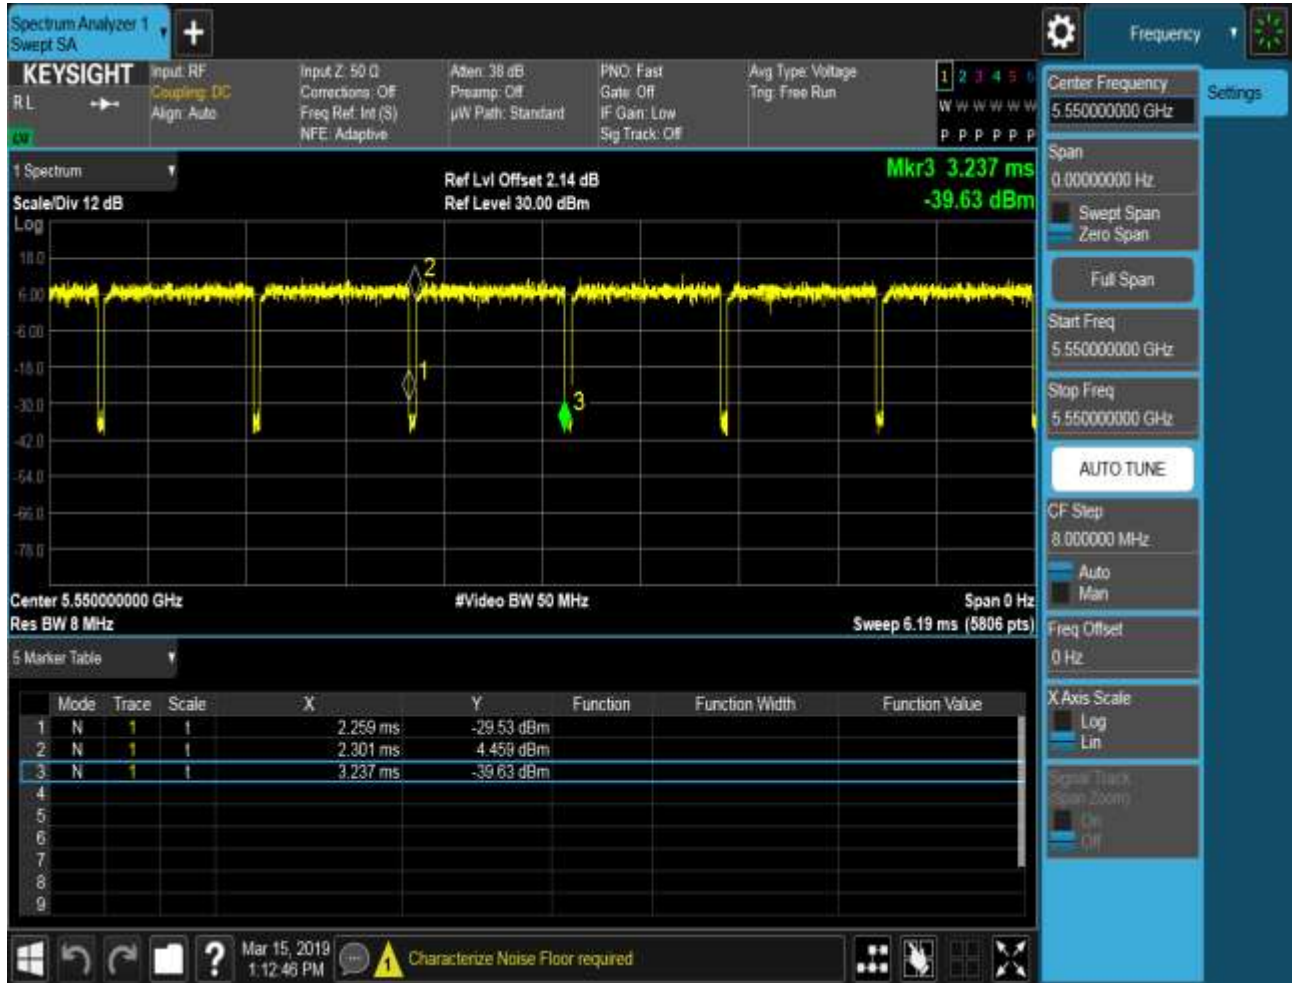 Spectrum Analyzer 1
Swept SA
+
Frequency
KEYSIGHT
RL
Input: RF
Coupling: DC
Align: Auto
Input Z: 50 Ω
Corrections: Off
Freq Ref: Int (S)
NFE: Adaptive
Atten: 38 dB
Preamp: Off
µW Path: Standard
PNO: Fast
Gate: Off
IF Gain: Low
Sig Track: Off
Avg Type: Voltage
Trig: Free Run
1 2 3 4 5 6
W W W W W W
P P P P P P
1 Spectrum
Scale/Div 12 dB
Log
Ref Lvl Offset 2.14 dB
Ref Level 30.00 dBm
Mkr3 3.237 ms
-39.63 dBm
18.0
6.00
-6.00
-18.0
-30.0
-42.0
-54.0
-66.0
-78.0
2
1
3
Center 5.550000000 GHz
Res BW 8 MHz
#Video BW 50 MHz
Span 0 Hz
Sweep 6.19 ms (5806 pts)
5 Marker Table
Mode Trace Scale X Y Function Function Width Function Value
1 N 1 t 2.259 ms -29.53 dBm
2 N 1 t 2.301 ms 4.459 dBm
3 N 1 t 3.237 ms -39.63 dBm
4
5
6
7
8
9
Mar 15, 2019
1:12:46 PM
?
1
Characterize Noise Floor required
Center Frequency
5.550000000 GHz
Settings
Span
0.00000000 Hz
Swept Span
Zero Span
Full Span
Start Freq
5.550000000 GHz
Stop Freq
5.550000000 GHz
AUTO TUNE
CF Step
8.000000 MHz
Auto
Man
Freq Offset
0 Hz
X Axis Scale
Log
Lin
Signal Track
(Span Zoom)
On
Off